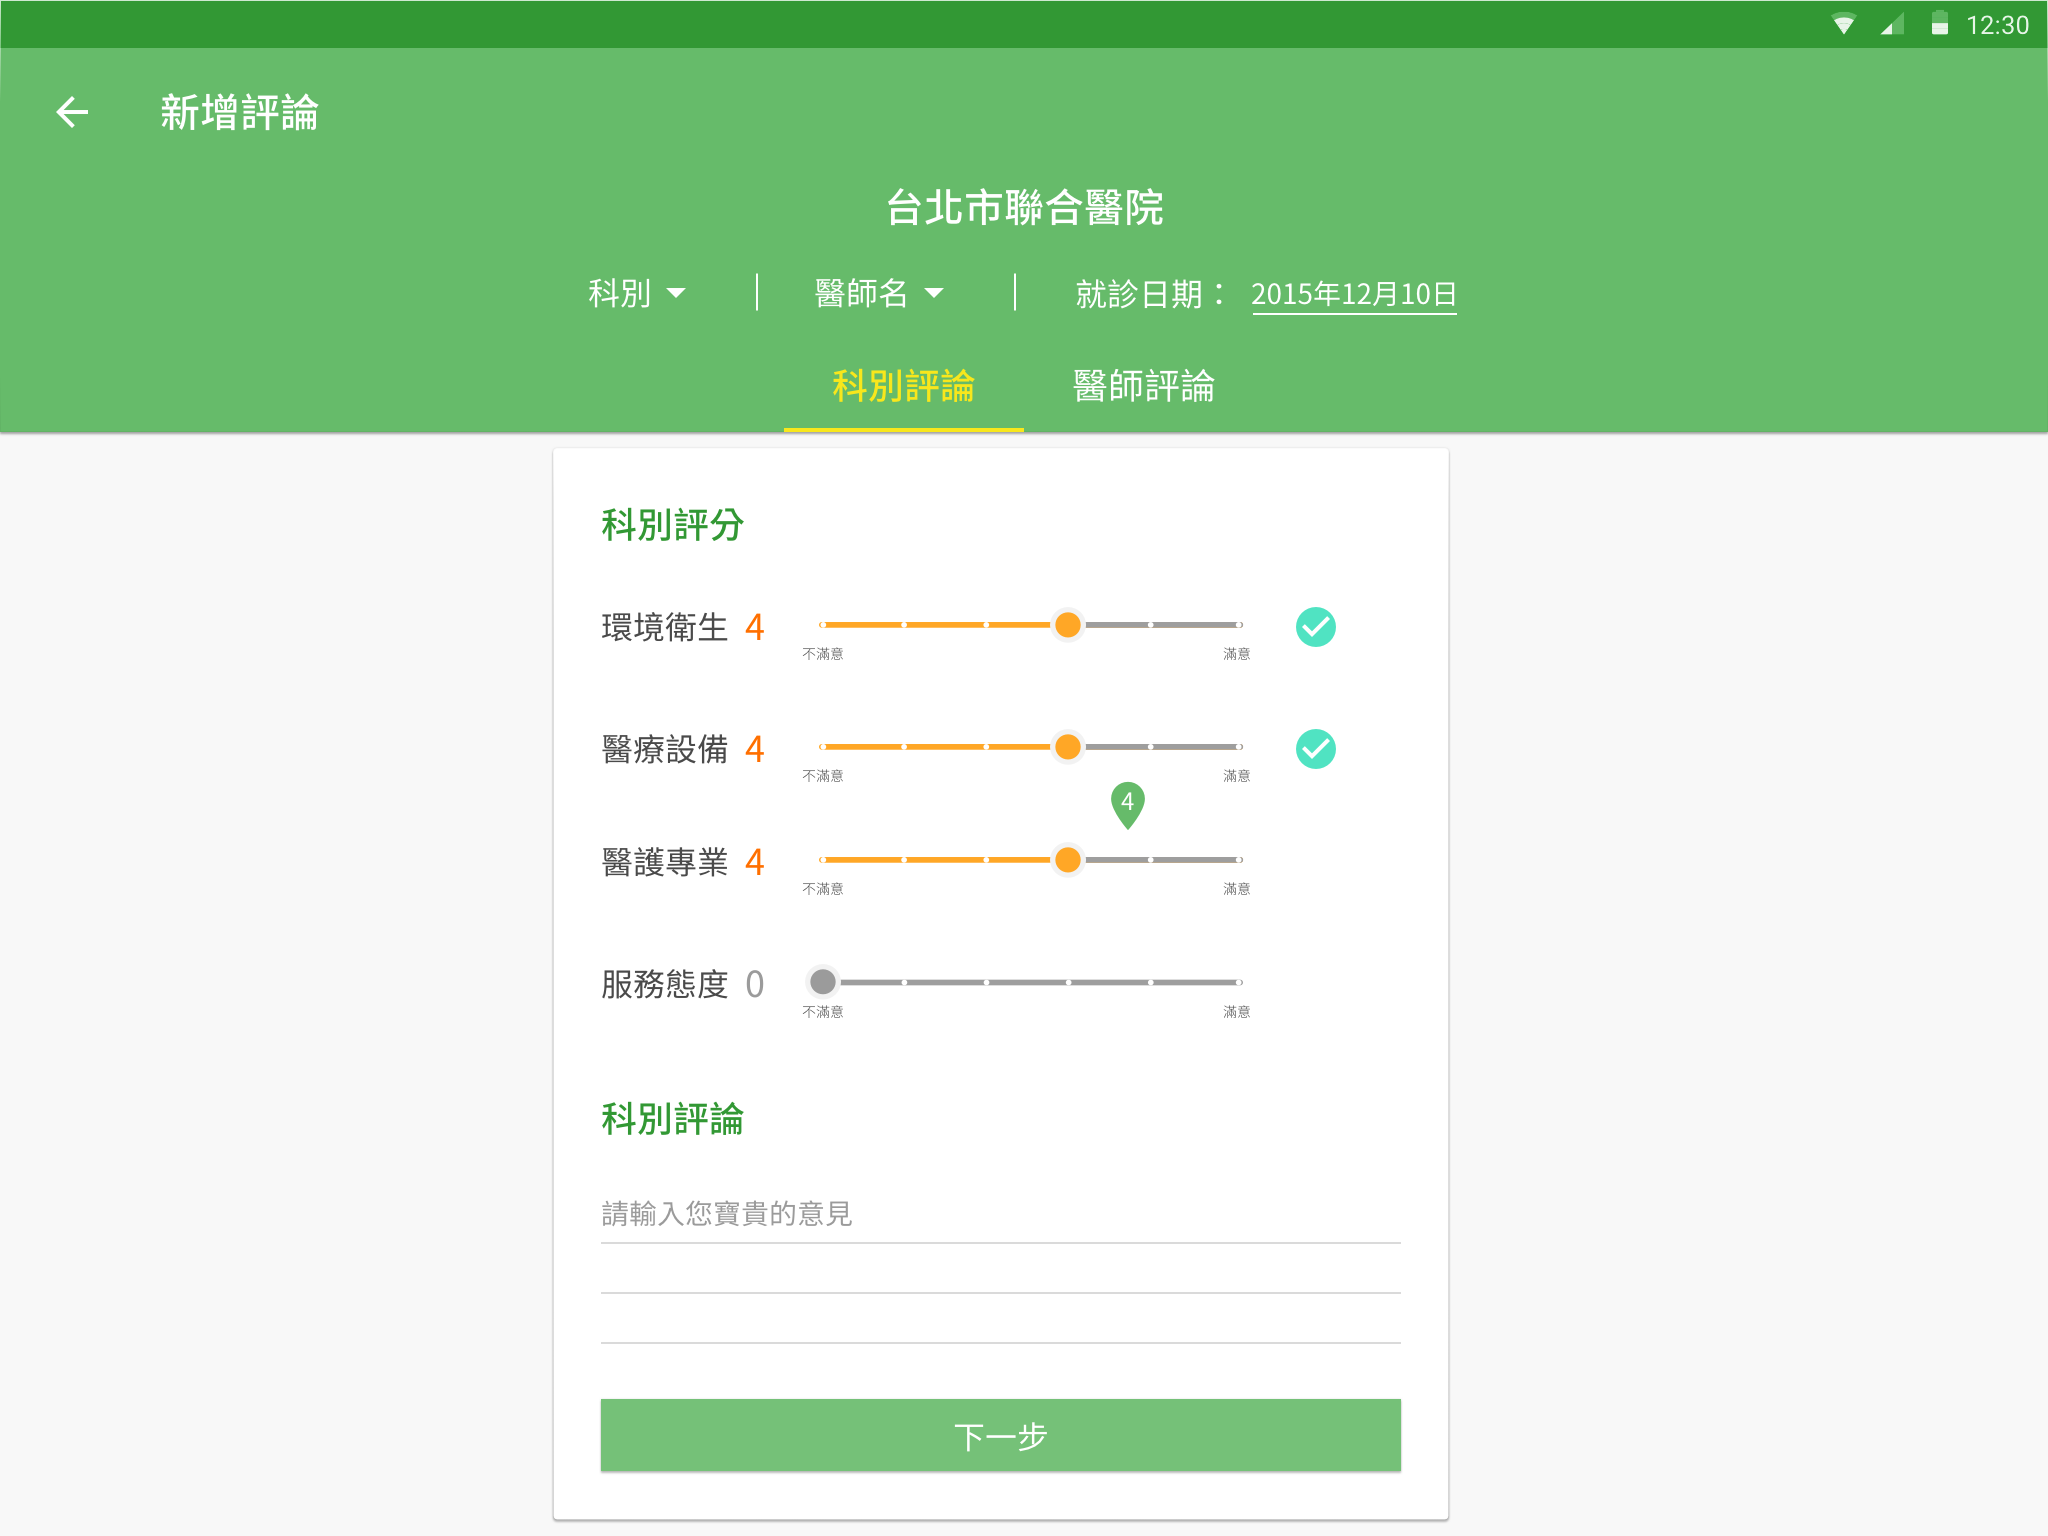 12:30
新增評論
台北市聯合醫院
科別 醫師名 就診日期： 2015年12月10日
科別評論 醫師評論
科別評分
環境衛生 4
不滿意 滿意
醫療設備 4
不滿意 滿意
4
醫護專業 4
不滿意 滿意
服務態度 0
不滿意 滿意
科別評論
請輸入您寶貴的意見
下一步